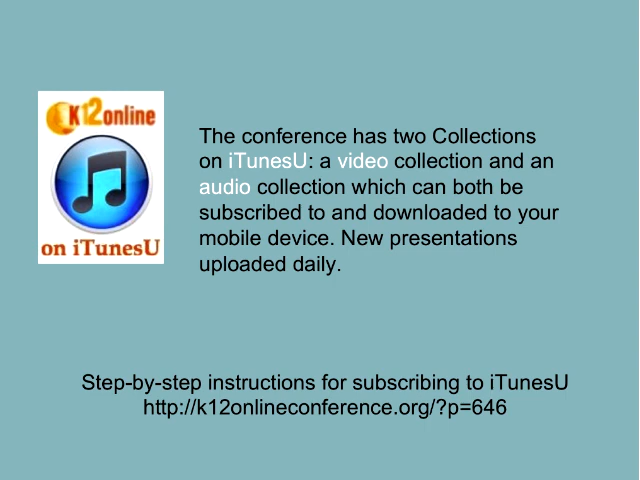 K12online
on iTunesU
The conference has two Collections
on iTunesU: a video collection and an
audio collection which can both be
subscribed to and downloaded to your
mobile device. New presentations
uploaded daily.
Step-by-step instructions for subscribing to iTunesU
http://k12onlineconference.org/?p=646